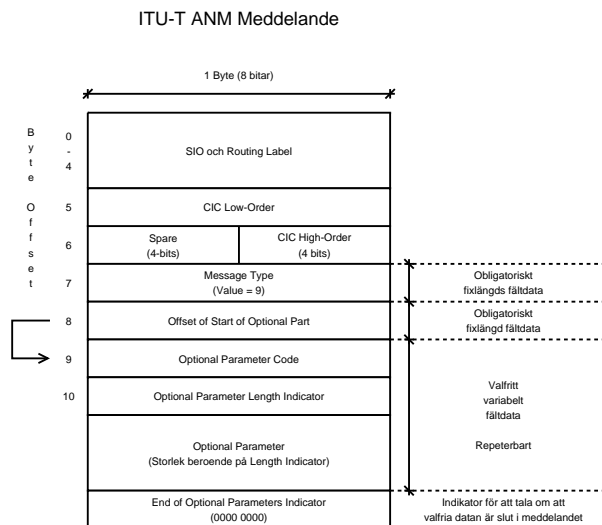 ITU-T ANM Meddelande
1 Byte (8 bitar)
Byte Offset
0
-
4
SIO och Routing Label
5
CIC Low-Order
6
Spare
(4-bits)
CIC High-Order
(4 bits)
7
Message Type
(Value = 9)
Obligatoriskt
fixlängds fältdata
8
Offset of Start of Optional Part
Obligatoriskt
fixlängd fältdata
9
Optional Parameter Code
10
Optional Parameter Length Indicator
Valfritt
variabelt
fältdata
Repeterbart
Optional Parameter
(Storlek beroende på Length Indicator)
End of Optional Parameters Indicator
(0000 0000)
Indikator för att tala om att
valfria datan är slut i meddelandet